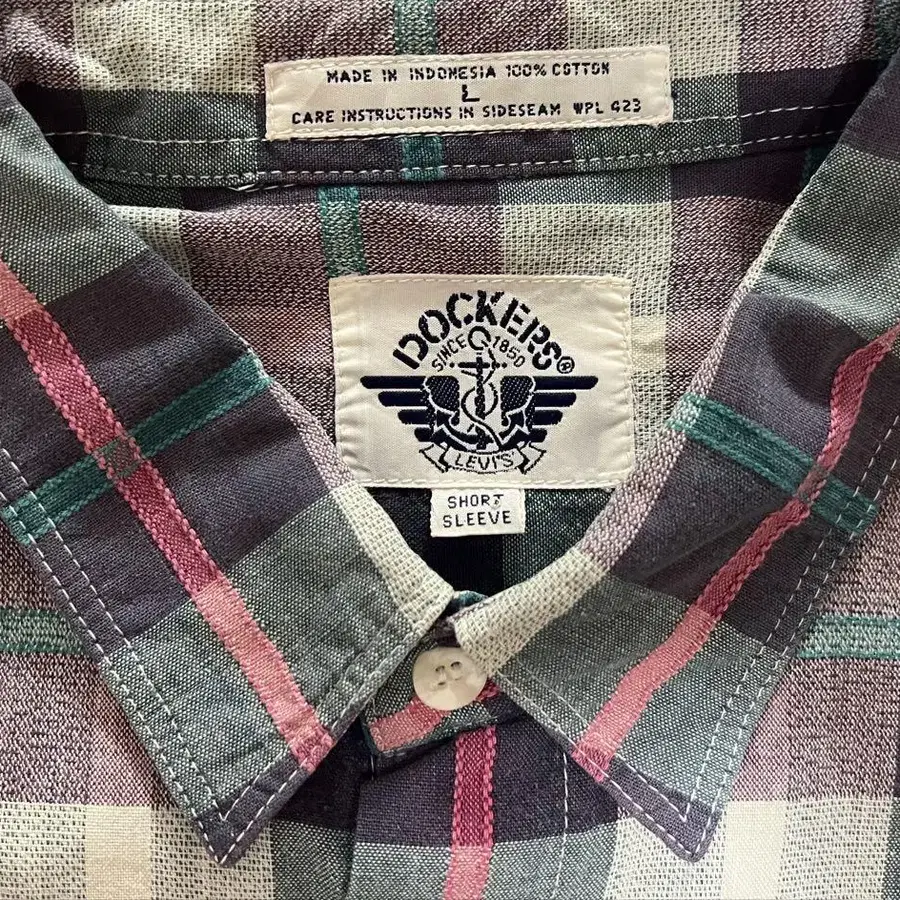 MADE IN INDONESIA 100% COTTON
L
CARE INSTRUCTIONS IN SIDESEAM WPL 423
DOCKERS®
SINCE 1850
LEVI'S
SHORT
SLEEVE